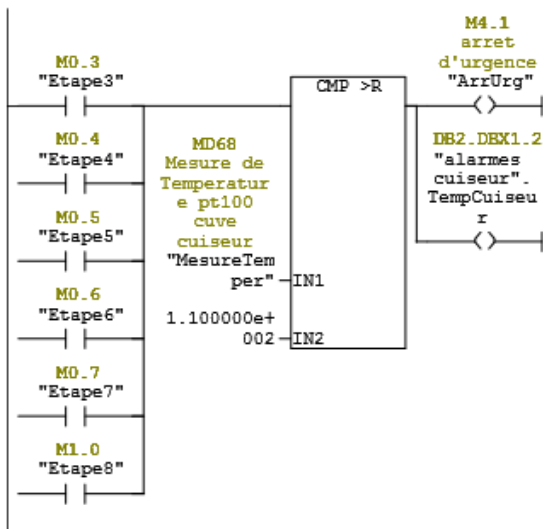 M0.3
"Etape3"
M0.4
"Etape4"
M0.5
"Etape5"
M0.6
"Etape6"
M0.7
"Etape7"
M1.0
"Etape8"
MD68
Mesure de
Temperatur
e pt100
cuve
cuiseur
"MesureTem
per"
1.100000e+
002
CMP >R
IN1
IN2
M4.1
arret
d'urgence
"ArrUrg"
DB2.DBX1.2
"alarmes
cuiseur".
TempCuiseu
r